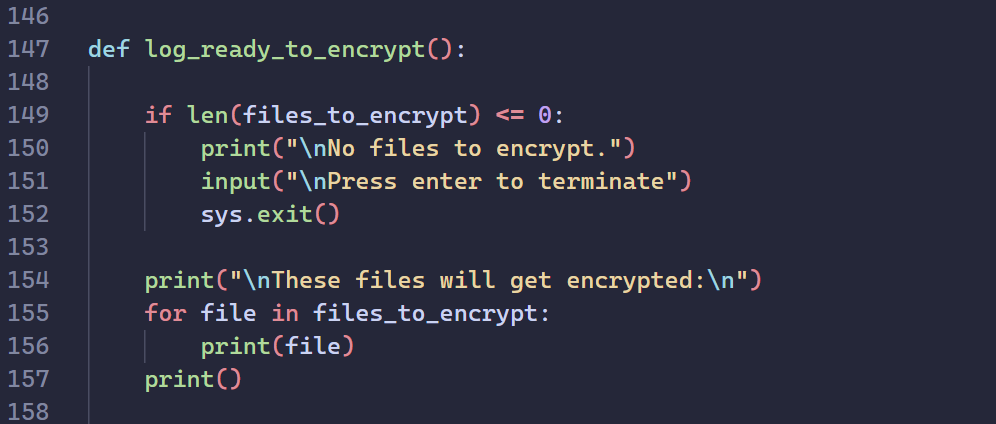 146
147 def log_ready_to_encrypt():
148
149     if len(files_to_encrypt) <= 0:
150         print("\nNo files to encrypt.")
151         input("\nPress enter to terminate")
152         sys.exit()
153
154     print("\nThese files will get encrypted:\n")
155     for file in files_to_encrypt:
156         print(file)
157     print()
158